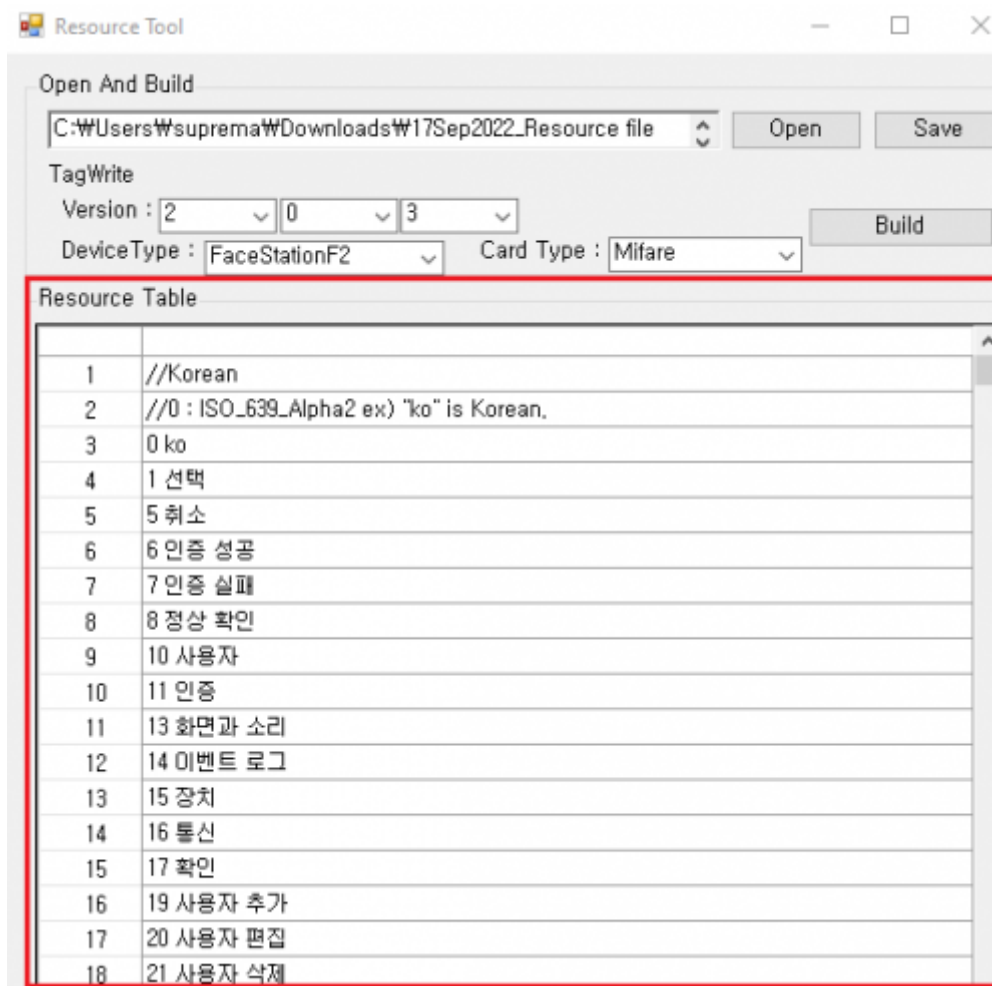 Resource Tool
Open And Build
C:₩Users₩suprema₩Downloads₩17Sep2022_Resource file Open Save
TagWrite
Version : 2 0 3
Build
DeviceType : FaceStationF2 Card Type : Mifare
Resource Table
1 //Korean
2 //0 : ISO_639_Alpha2 ex) "ko" is Korean.
3 0 ko
4 1 선택
5 5 취소
6 6 인증 성공
7 7 인증 실패
8 8 정상 확인
9 10 사용자
10 11 인증
11 13 화면과 소리
12 14 이벤트 로그
13 15 장치
14 16 통신
15 17 확인
16 19 사용자 추가
17 20 사용자 편집
18 21 사용자 삭제